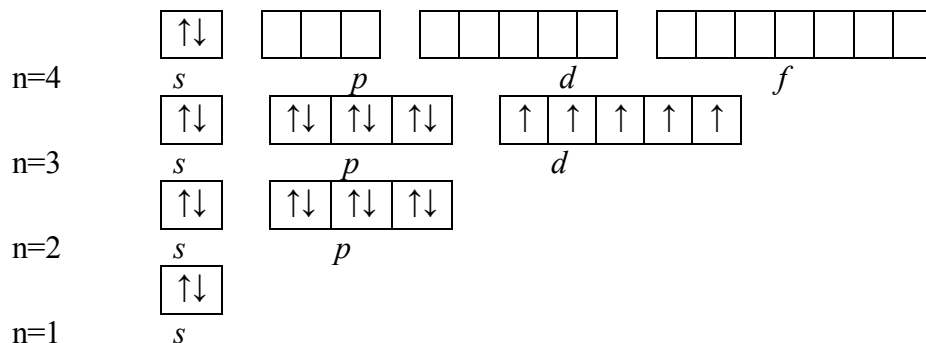 ↑↓
n=4 s p d f
↑↓ ↑↓ ↑↓ ↑↓ ↑ ↑ ↑ ↑ ↑
n=3 s p d
↑↓ ↑↓ ↑↓ ↑↓
n=2 s p
↑↓
n=1 s